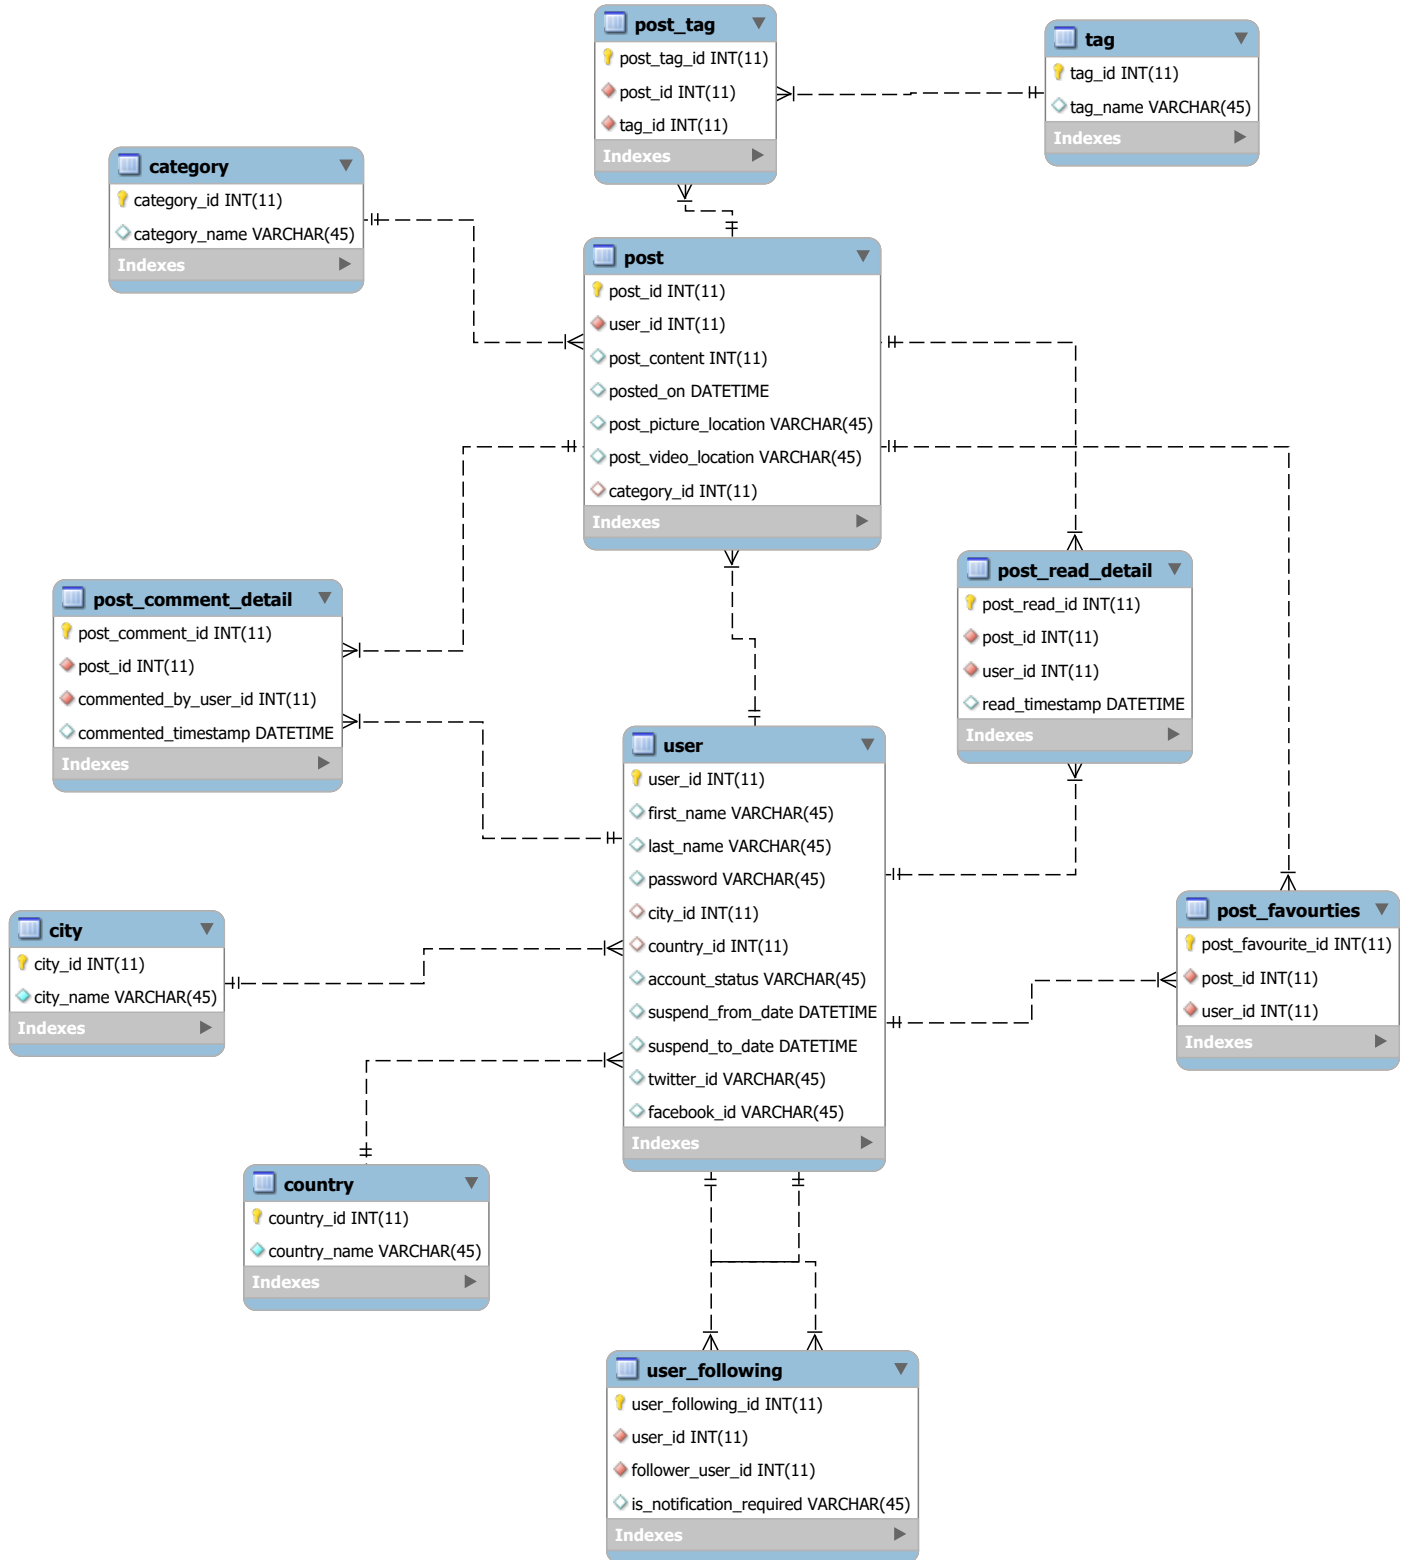 post_tag
post_tag_id INT(11)
post_id INT(11)
tag_id INT(11)
Indexes
tag
tag_id INT(11)
tag_name VARCHAR(45)
Indexes
category
category_id INT(11)
category_name VARCHAR(45)
Indexes
post
post_id INT(11)
user_id INT(11)
post_content INT(11)
posted_on DATETIME
post_picture_location VARCHAR(45)
post_video_location VARCHAR(45)
category_id INT(11)
Indexes
post_comment_detail
post_comment_id INT(11)
post_id INT(11)
commented_by_user_id INT(11)
commented_timestamp DATETIME
Indexes
post_read_detail
post_read_id INT(11)
post_id INT(11)
user_id INT(11)
read_timestamp DATETIME
Indexes
user
user_id INT(11)
first_name VARCHAR(45)
last_name VARCHAR(45)
password VARCHAR(45)
city_id INT(11)
country_id INT(11)
account_status VARCHAR(45)
suspend_from_date DATETIME
suspend_to_date DATETIME
twitter_id VARCHAR(45)
facebook_id VARCHAR(45)
Indexes
city
city_id INT(11)
city_name VARCHAR(45)
Indexes
post_favourties
post_favourite_id INT(11)
post_id INT(11)
user_id INT(11)
Indexes
country
country_id INT(11)
country_name VARCHAR(45)
Indexes
user_following
user_following_id INT(11)
user_id INT(11)
follower_user_id INT(11)
is_notification_required VARCHAR(45)
Indexes